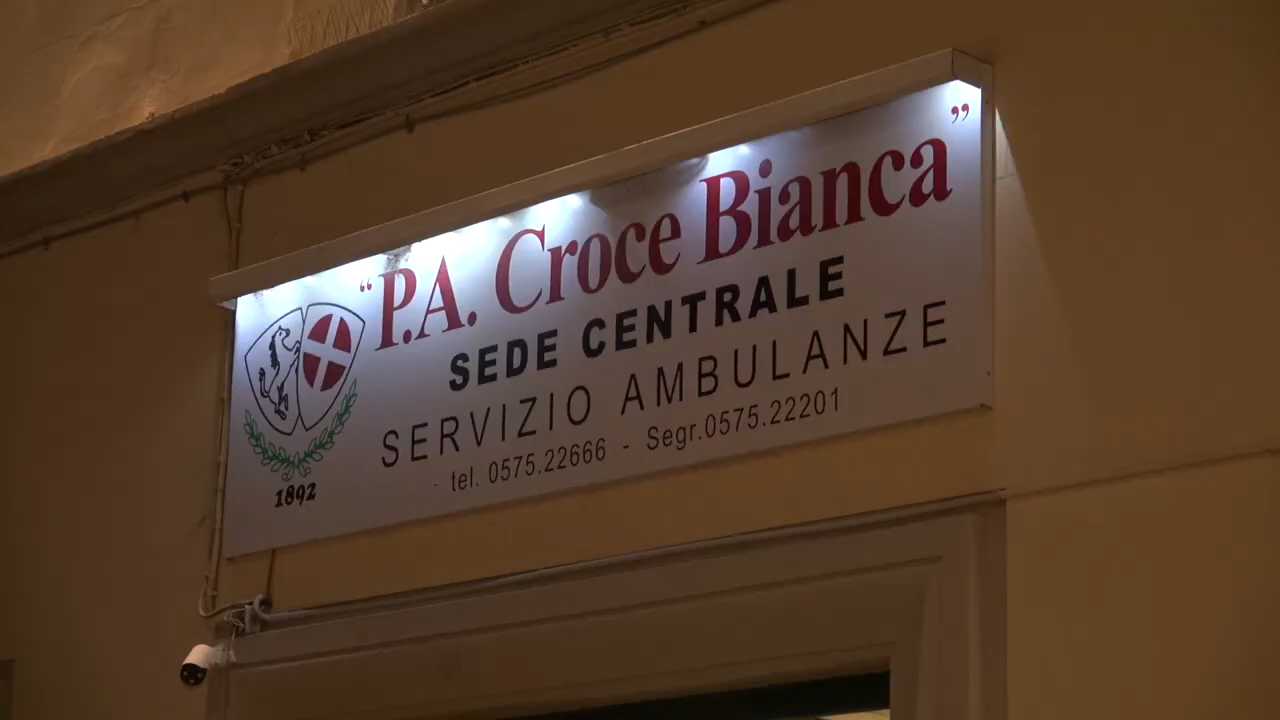 “P.A. Croce Bianca”
SEDE CENTRALE
SERVIZIO AMBULANZE
tel. 0575.22666 - Segr.0575.22201
1892